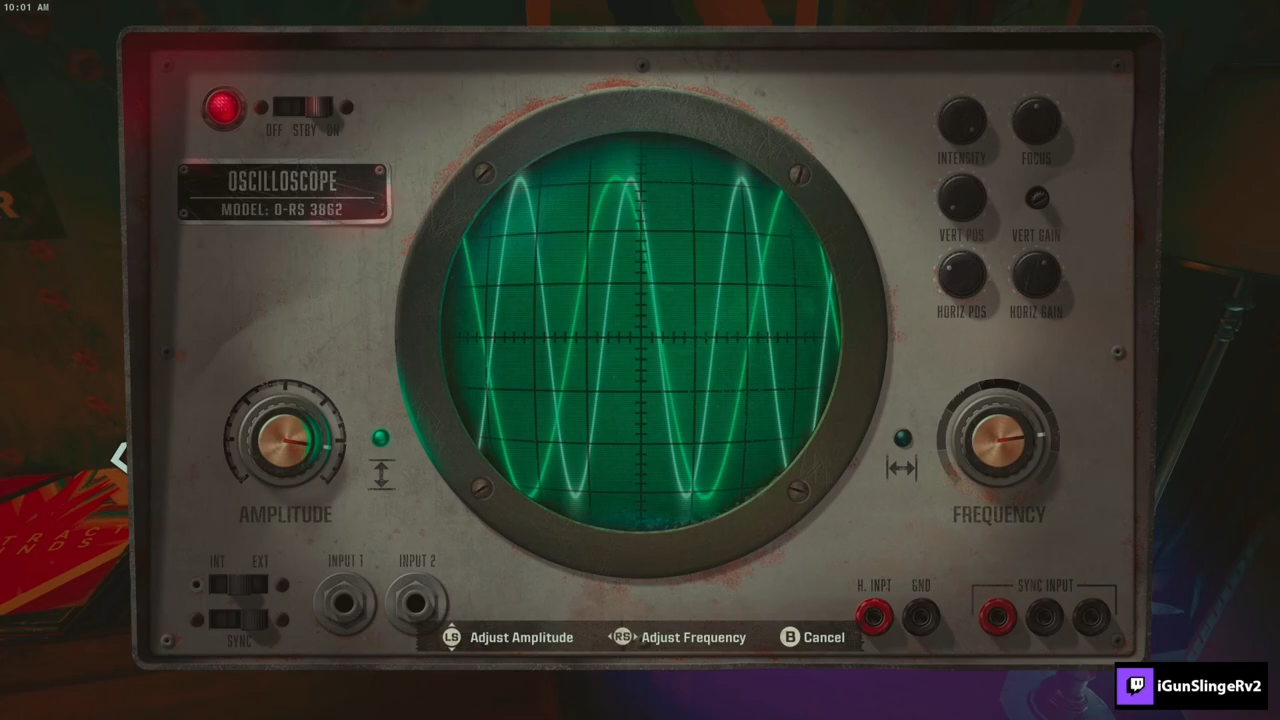 10:01 AM
OFF STBY ON
OSCILLOSCOPE
MODEL: O-RS 3862
INTENSITY FOCUS
VERT POS VERT GAIN
HORIZ POS HORIZ GAIN
R
AMPLITUDE
FREQUENCY
INT EXT
INPUT 1 INPUT 2
SYNC
H. INPT GND
SYNC INPUT
LS Adjust Amplitude RS Adjust Frequency B Cancel
iGunSlingeRv2